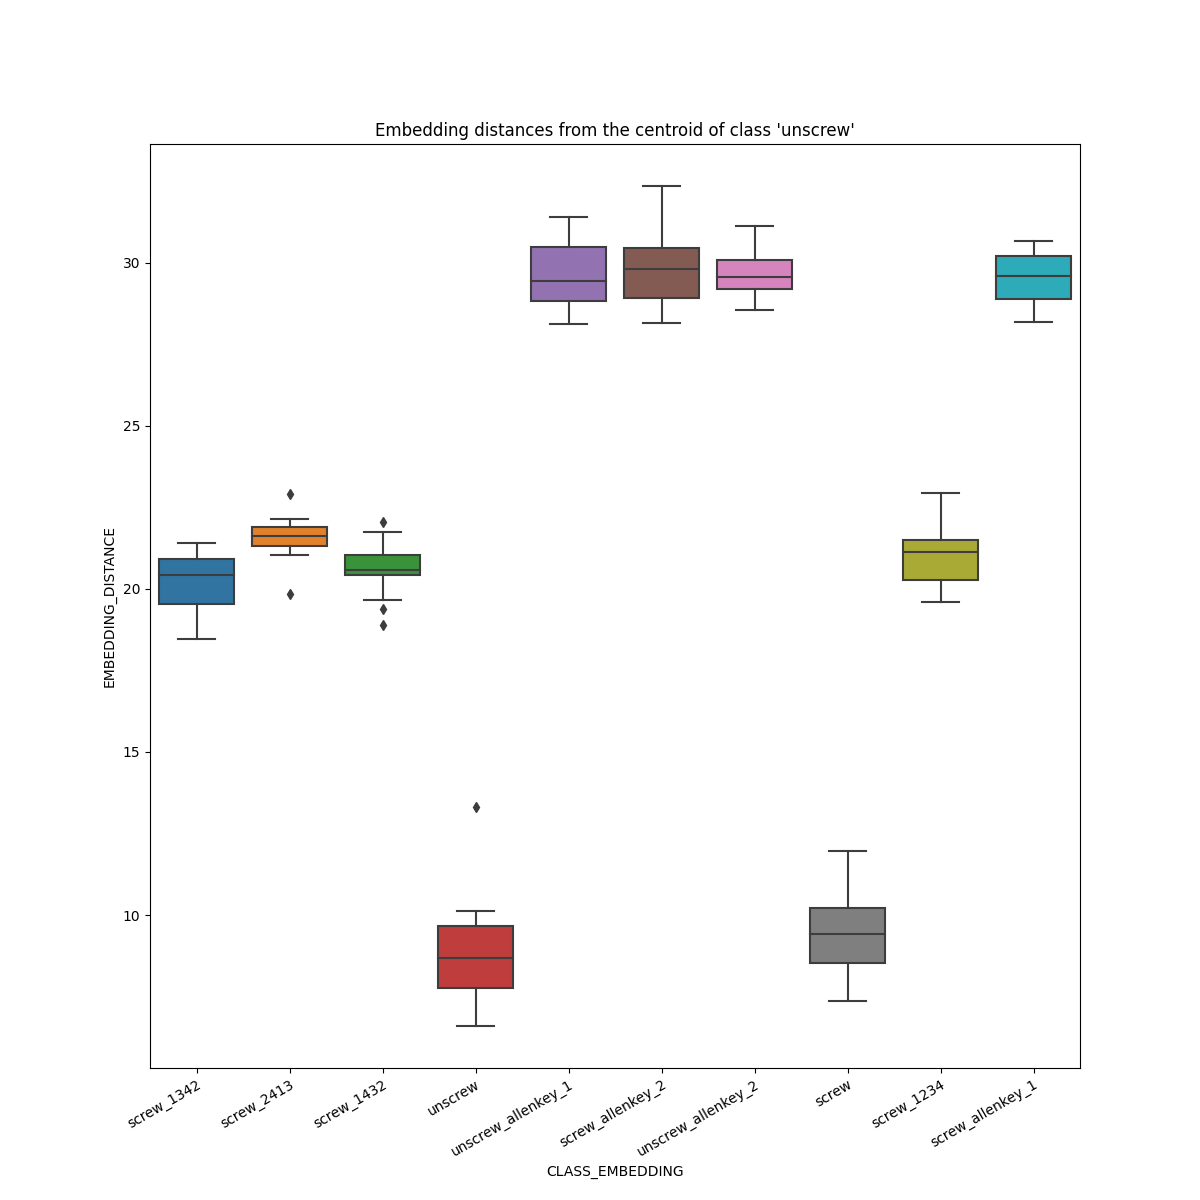 Embedding distances from the centroid of class 'unscrew'
EMBEDDING_DISTANCE
30
25
20
15
10
screw_1342
screw_2413
screw_1432
unscrew
unscrew_allenkey_1
screw_allenkey_2
unscrew_allenkey_2
screw
screw_1234
screw_allenkey_1
CLASS_EMBEDDING